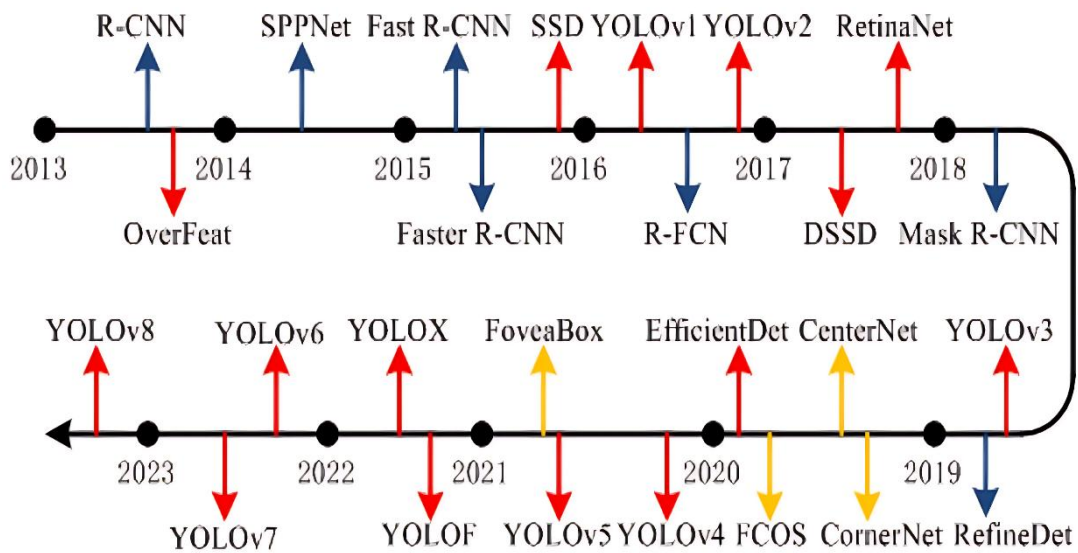 R-CNN SPPNet Fast R-CNN SSD YOLOv1 YOLOv2 RetinaNet
2013 2014 2015 2016 2017 2018
OverFeat Faster R-CNN R-FCN DSSD Mask R-CNN
YOLOv8 YOLOv6 YOLOX FoveaBox EfficientDet CenterNet YOLOv3
2023 2022 2021 2020 2019
YOLOv7 YOLOF YOLOv5 YOLOv4 FCOS CornerNet RefineDet